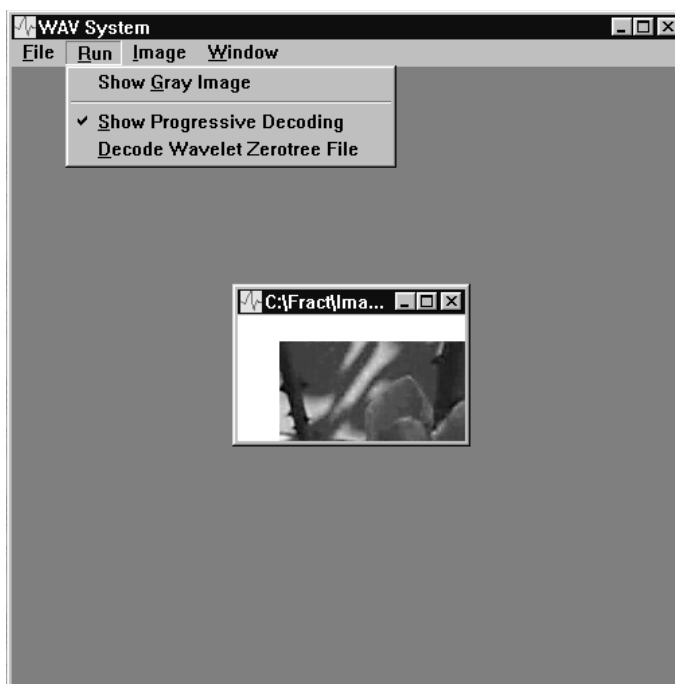 WAV System
File Run Image Window
Show Gray Image
Show Progressive Decoding
Decode Wavelet Zerotree File
C:\Fract\Ima...